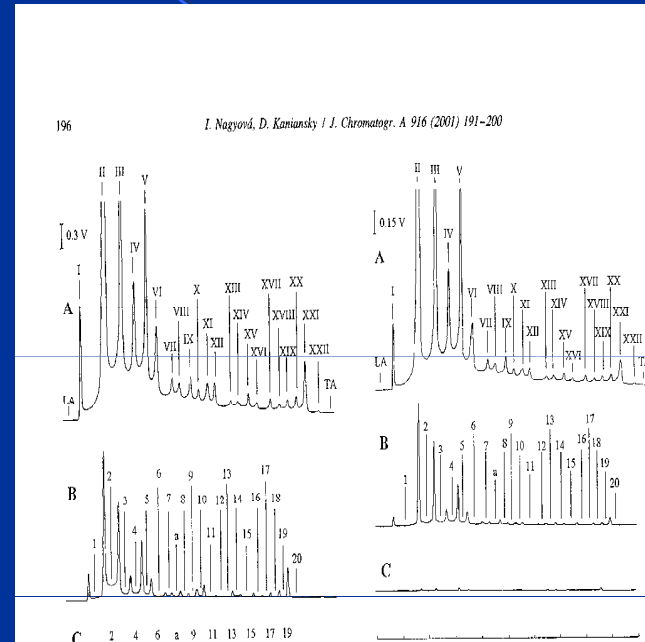 196 I. Nagyová, D. Kaniansky / J. Chromatogr. A 916 (2001) 191–200
II III V
0.3 V
IV
I
A
VI
VII VIII IX X XI XII XIII XIV XV XVI XVII XVIII XIX XX XXI XXII
LA TA
B
1 2 3 4 5 6 7 a 8 9 10 11 12 13 14 15 16 17 18 19 20
C 2 4 6 a 9 11 13 15 17 19
II III V
0.15 V
IV
A
I
VI
VII VIII IX X XI XII XIII XIV XV XVI XVII XVIII XIX XX XXI XXII
LA
B
1 2 3 4 5 6 7 a 8 9 10 11 12 13 14 15 16 17 18 19 20
C